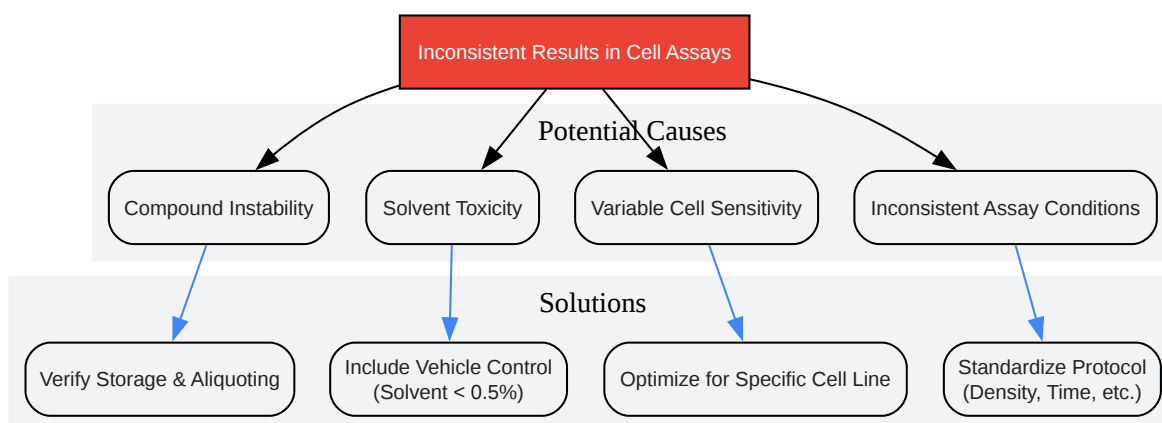 Inconsistent Results in Cell Assays
Potential Causes
Compound Instability
Solvent Toxicity
Variable Cell Sensitivity
Inconsistent Assay Conditions
Solutions
Verify Storage & Aliquoting
Include Vehicle Control
(Solvent < 0.5%)
Optimize for Specific Cell Line
Standardize Protocol
(Density, Time, etc.)